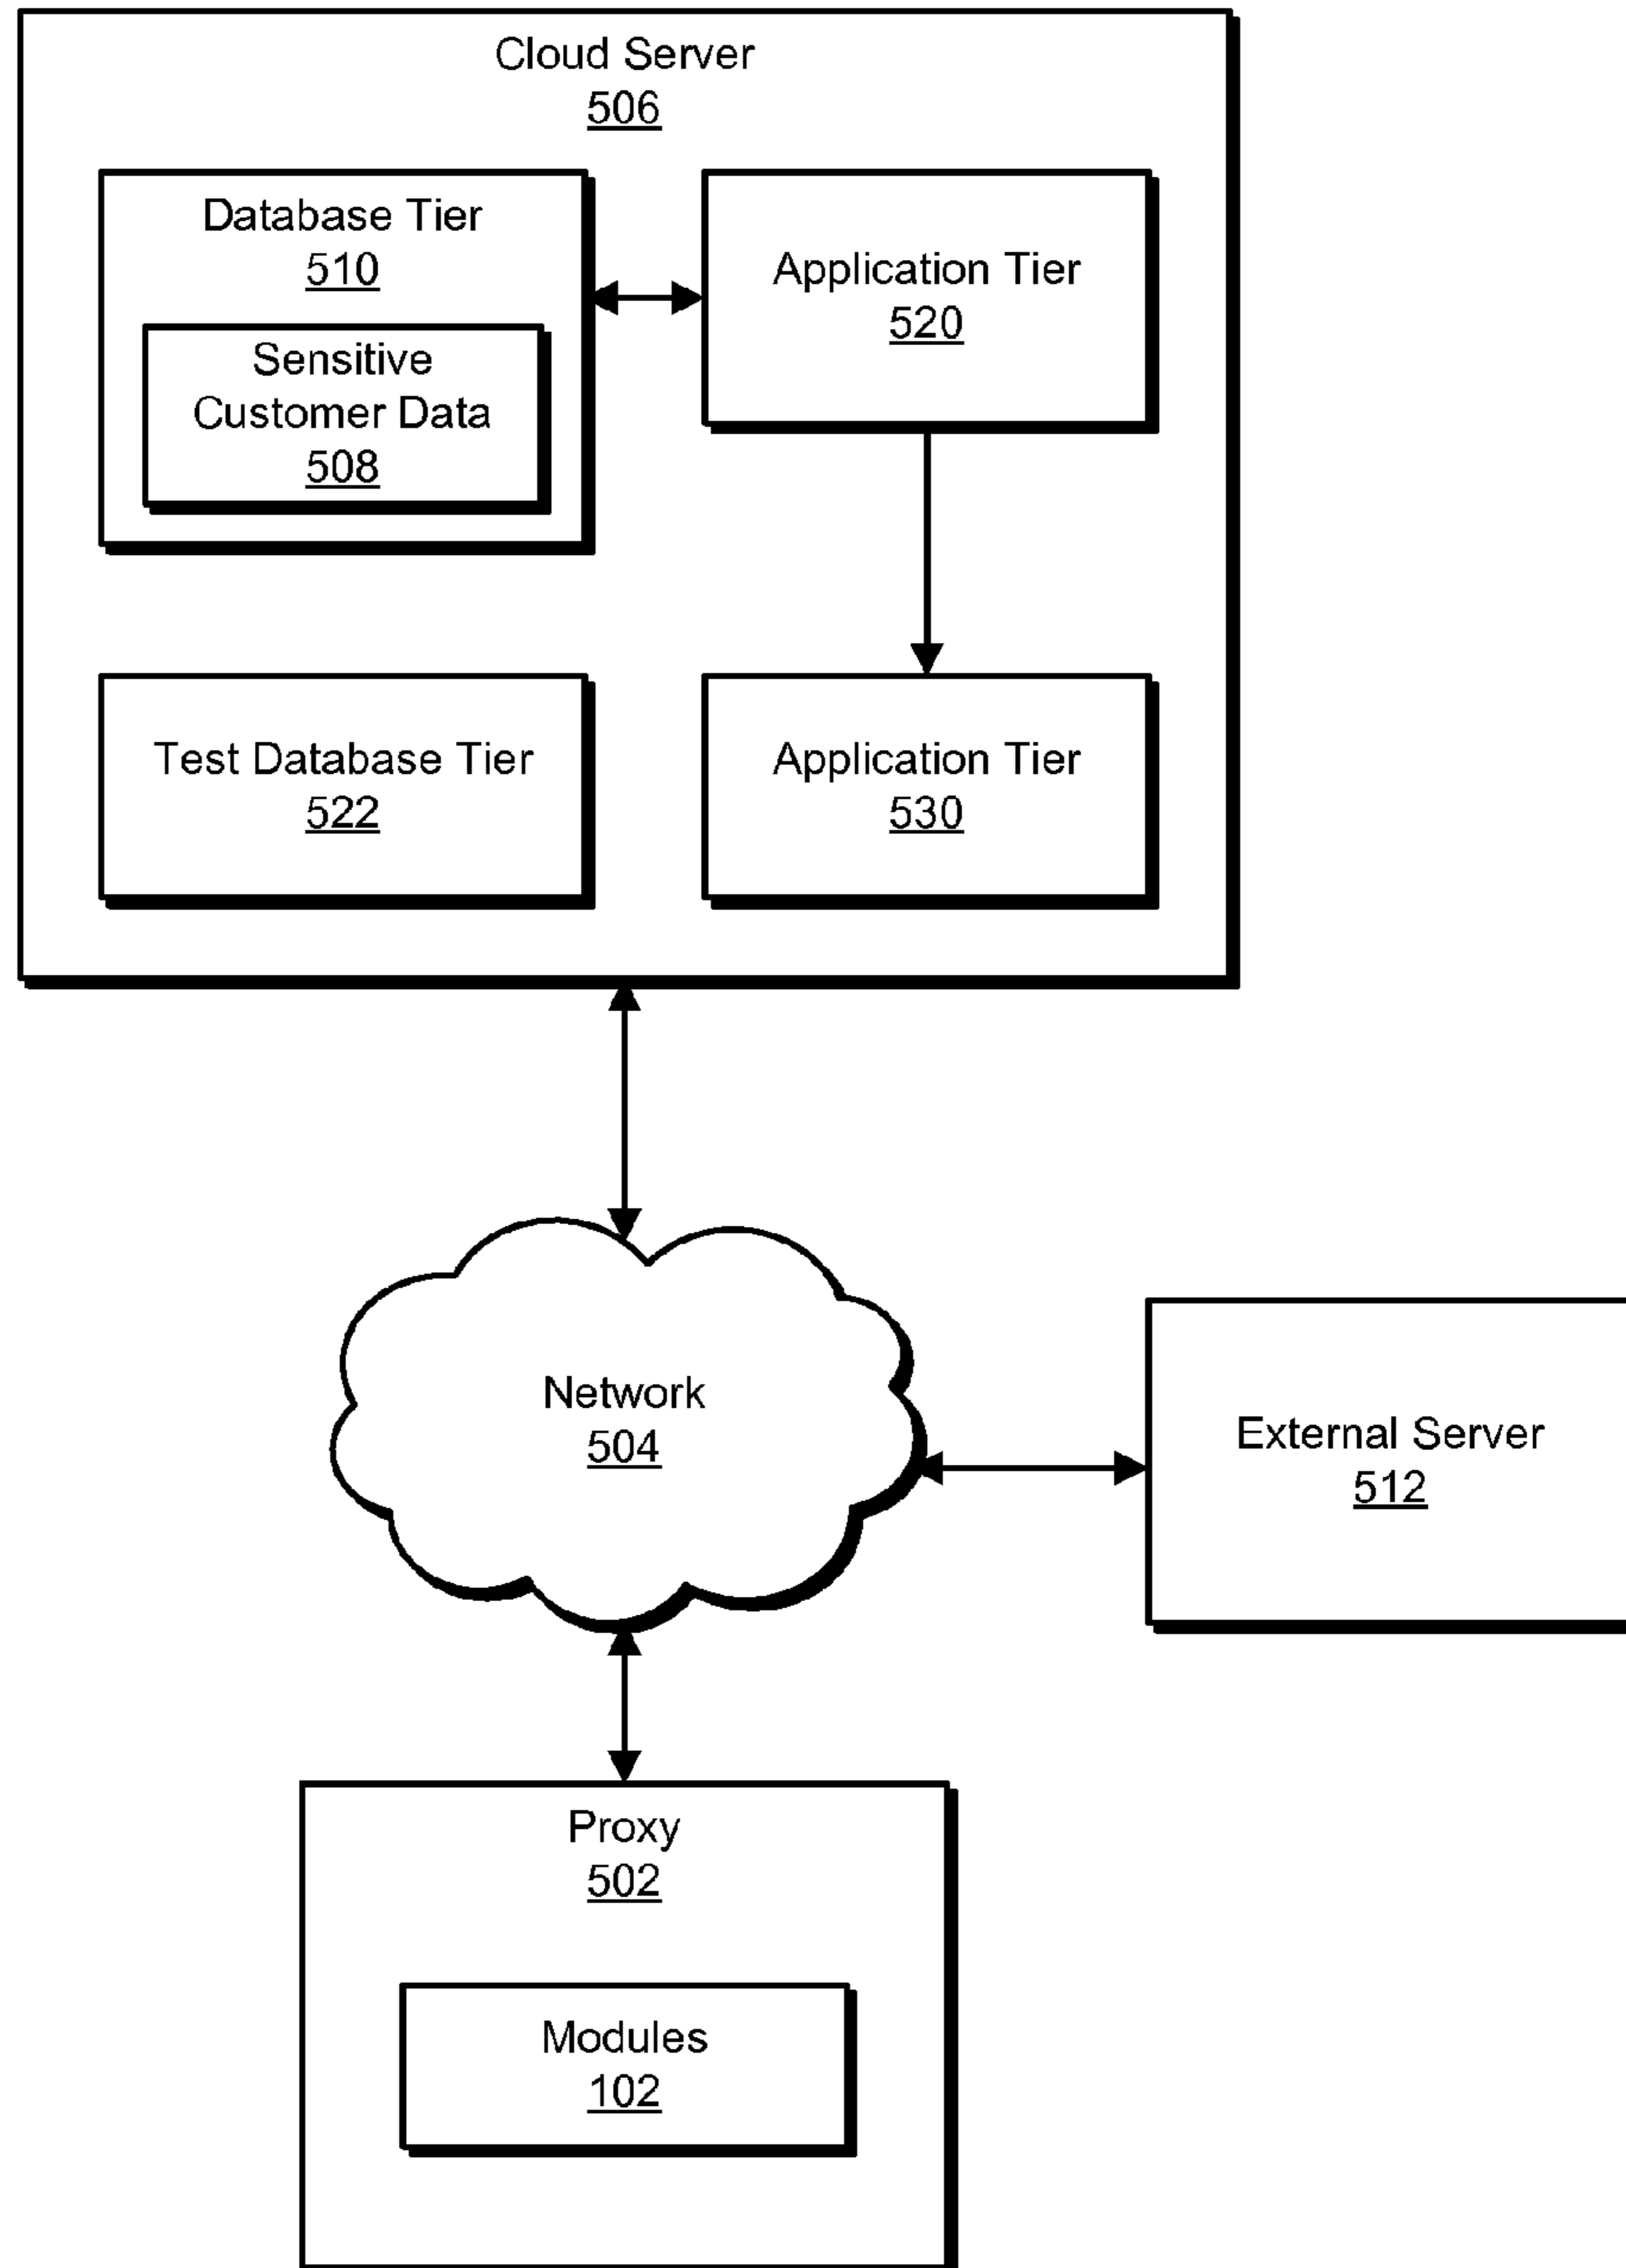 Cloud Server
506
Database Tier
510
Sensitive
Customer Data
508
Application Tier
520
Test Database Tier
522
Application Tier
530
Network
504
External Server
512
Proxy
502
Modules
102